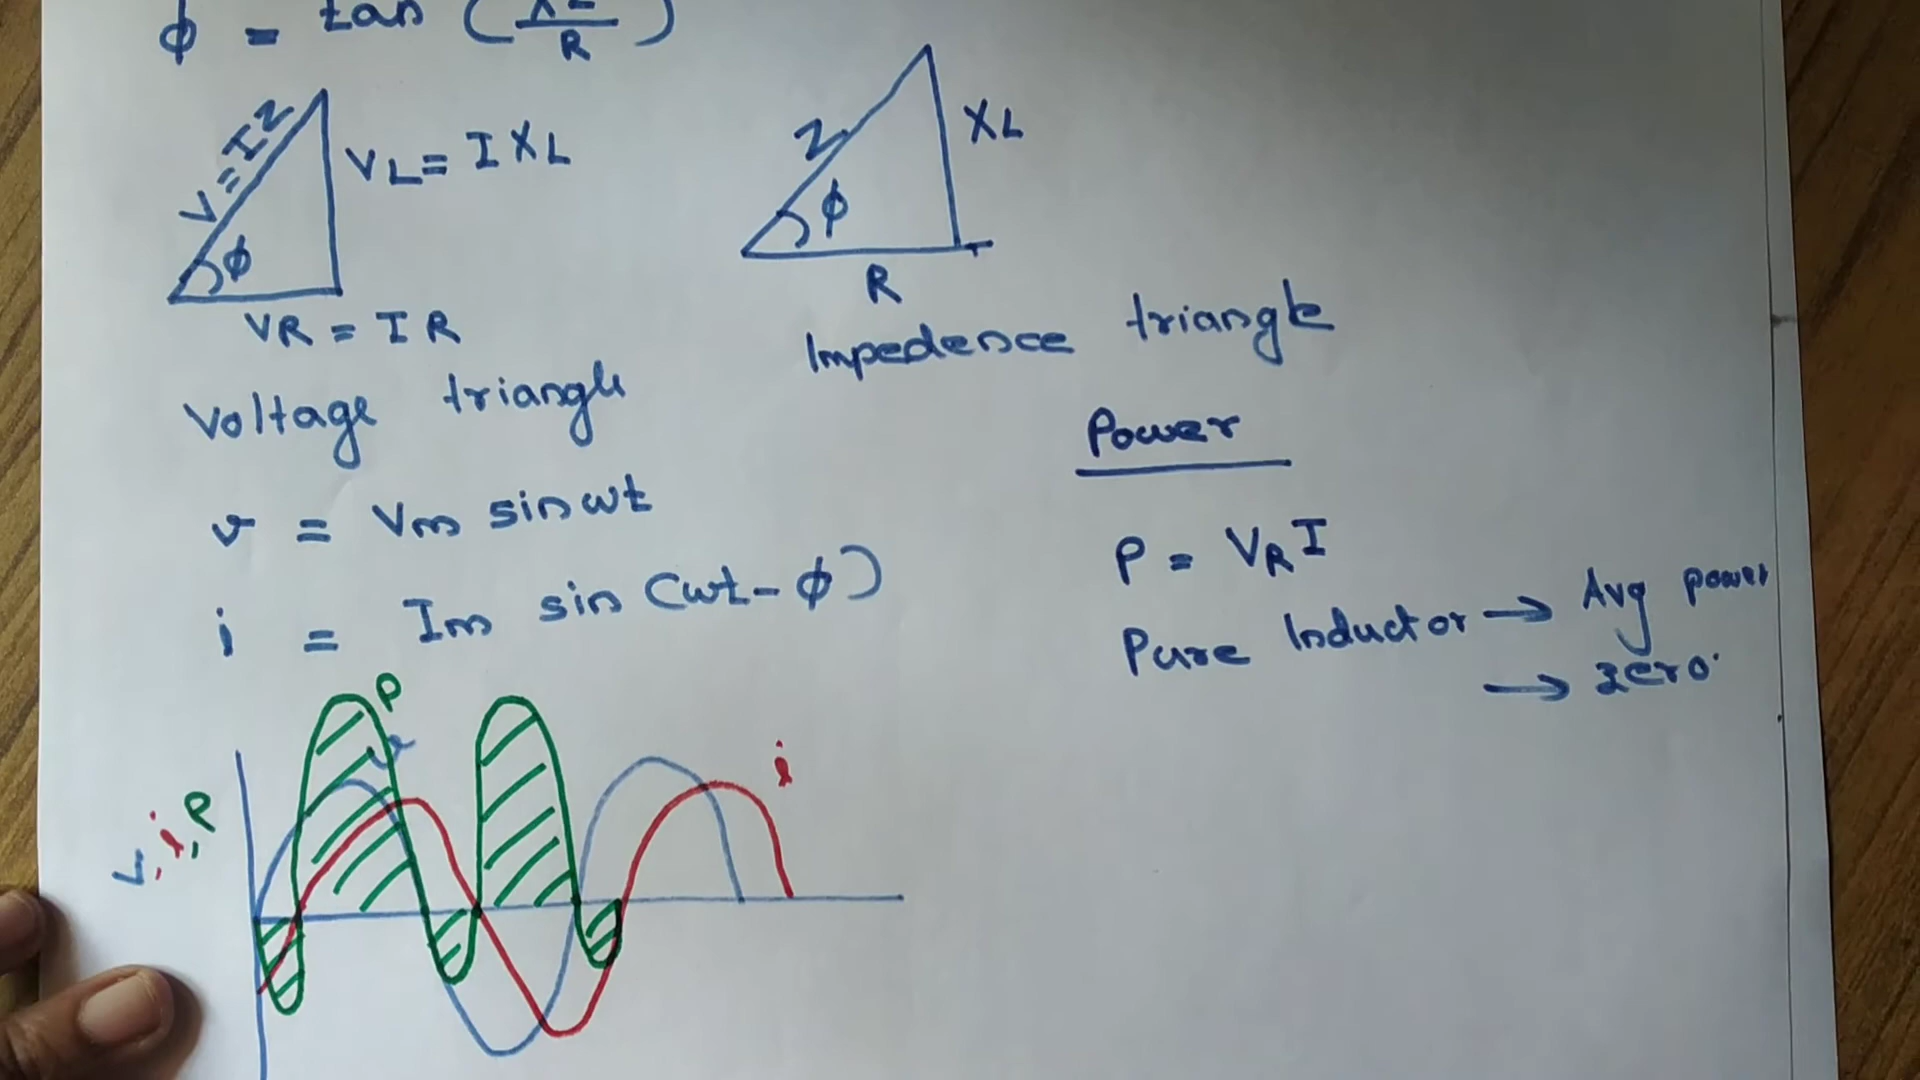 ϕ = tan (XL/R)
V=IZ
VL = IXL
ϕ
VR = IR
Voltage triangle
Z
XL
ϕ
R
Impedence triangle
v = Vm sinωt
i = Im sin (ωt-ϕ)
Power
P = VRI
Pure Inductor → Avg power
→ zero.
P
v
i
V, i, P